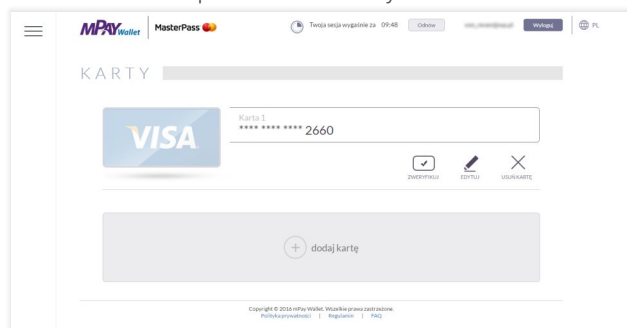 mPAY Wallet MasterPass Twoja sesja wygaśnie za 09:48 Odnów Wyloguj PL
KARTY
VISA
Karta 1
**** **** **** 2660
ZWERYFIKUJ EDYTUJ USUŃ KARTĘ
+ dodaj kartę
Copyright © 2016 mPay Wallet, Wszelkie prawa zastrzeżone.
Polityka prywatności | Regulamin | FAQ